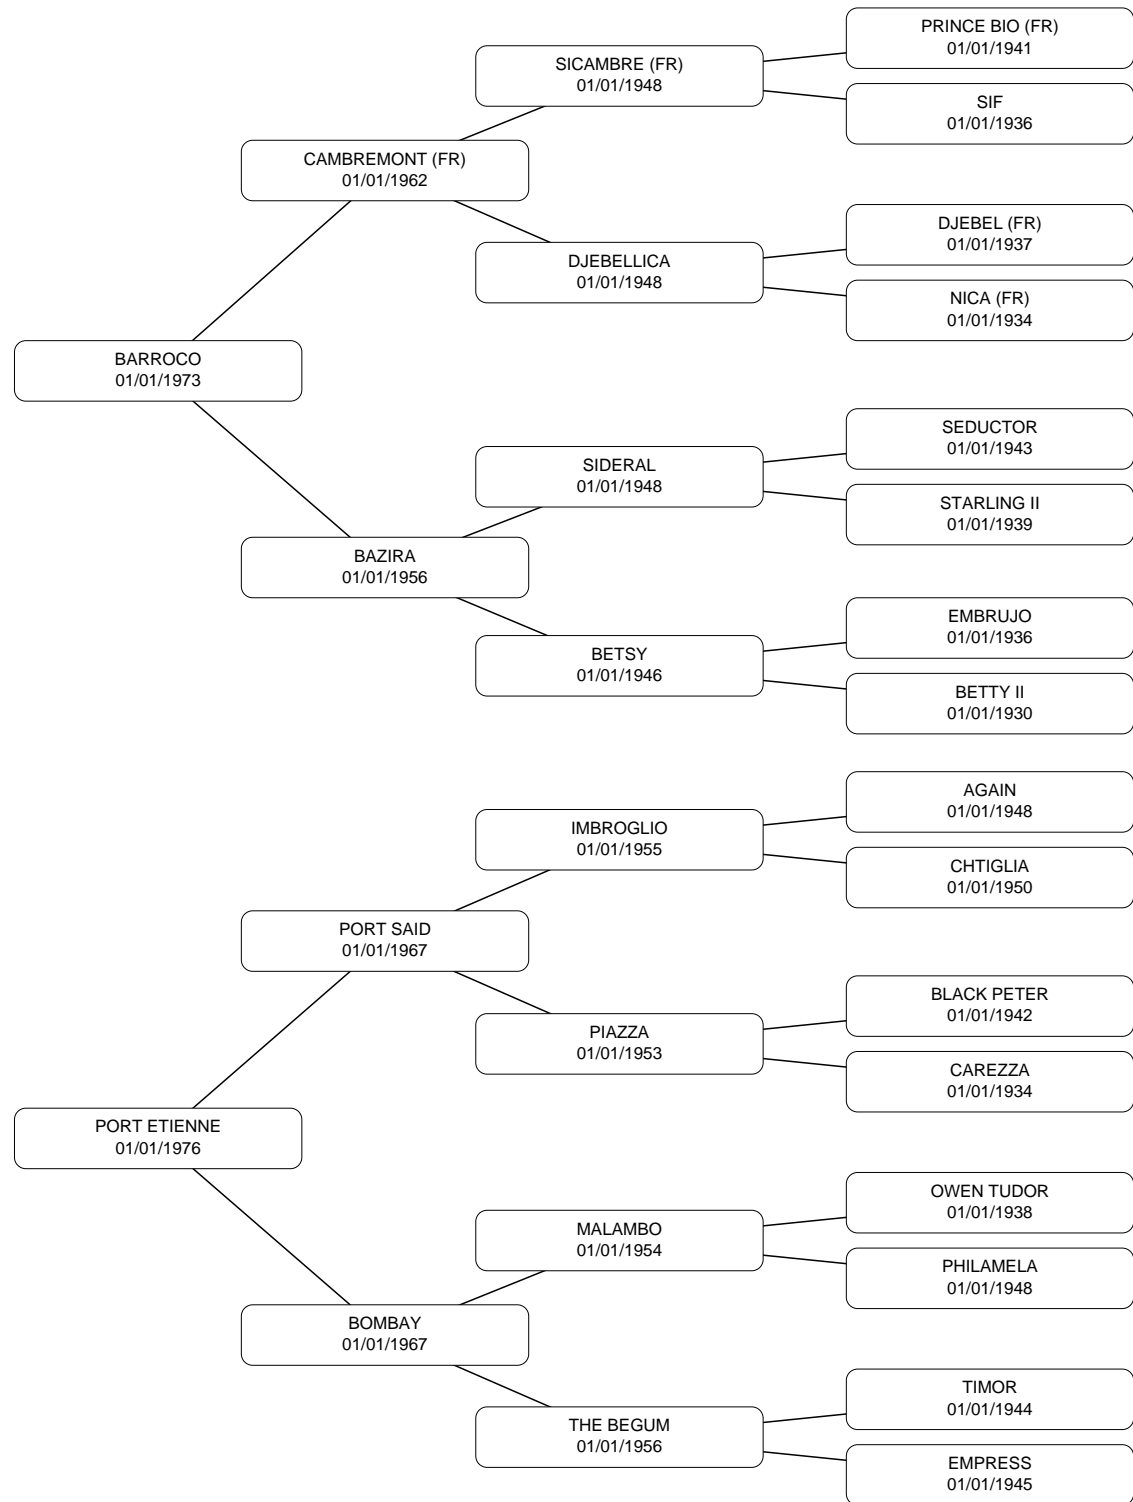 PRINCE BIO (FR)
01/01/1941
SICAMBRE (FR)
01/01/1948
SIF
01/01/1936
CAMBREMONT (FR)
01/01/1962
DJEBEL (FR)
01/01/1937
DJEBELLICA
01/01/1948
NICA (FR)
01/01/1934
BARROCO
01/01/1973
SEDUCTOR
01/01/1943
SIDERAL
01/01/1948
STARLING II
01/01/1939
BAZIRA
01/01/1956
EMBRUJO
01/01/1936
BETSY
01/01/1946
BETTY II
01/01/1930
AGAIN
01/01/1948
IMBROGLIO
01/01/1955
CHTIGLIA
01/01/1950
PORT SAID
01/01/1967
BLACK PETER
01/01/1942
PIAZZA
01/01/1953
CAREZZA
01/01/1934
PORT ETIENNE
01/01/1976
OWEN TUDOR
01/01/1938
MALAMBO
01/01/1954
PHILAMELA
01/01/1948
BOMBAY
01/01/1967
TIMOR
01/01/1944
THE BEGUM
01/01/1956
EMPRESS
01/01/1945